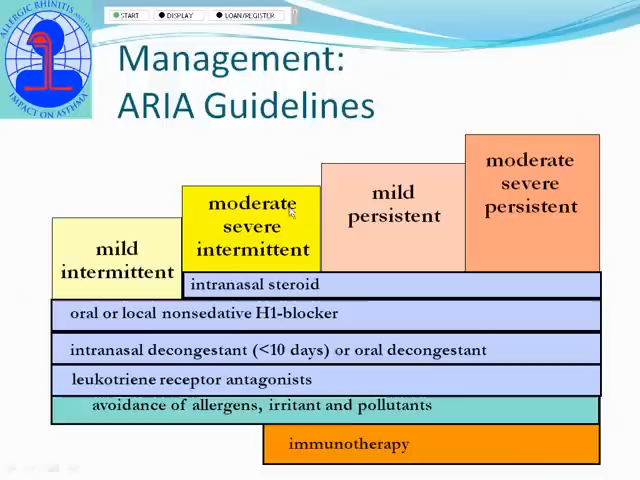 ALLERGIC RHINITIS AND ITS
IMPACT ON ASTHMA
START DISPLAY LOAN/REGISTER
Management:
ARIA Guidelines
mild
intermittent
moderate
severe
intermittent
mild
persistent
moderate
severe
persistent
intranasal steroid
oral or local nonsedative H1-blocker
intranasal decongestant (<10 days) or oral decongestant
leukotriene receptor antagonists
avoidance of allergens, irritant and pollutants
immunotherapy